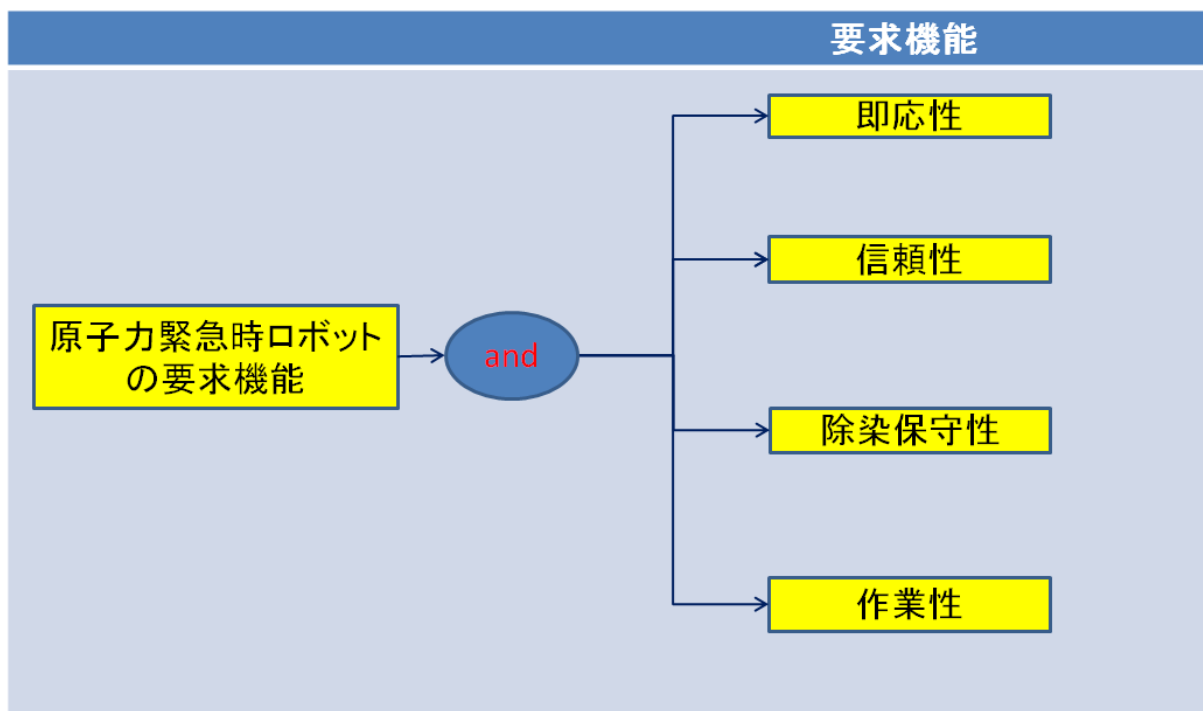 要求機能
即応性
信頼性
原子力緊急時ロボット
の要求機能
and
除染保守性
作業性